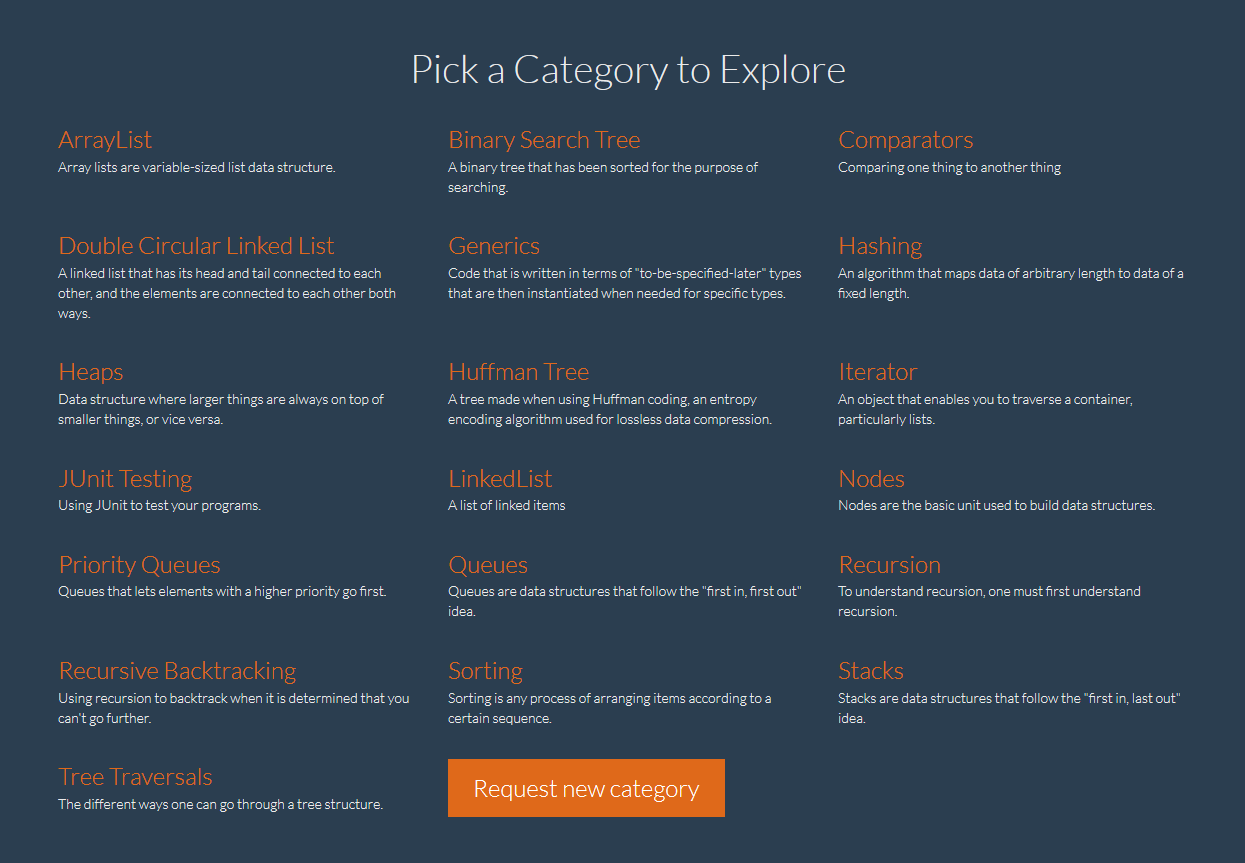 Pick a Category to Explore
ArrayList
Array lists are variable-sized list data structure.
Binary Search Tree
A binary tree that has been sorted for the purpose of
searching.
Comparators
Comparing one thing to another thing
Double Circular Linked List
A linked list that has its head and tail connected to each
other, and the elements are connected to each other both
ways.
Generics
Code that is written in terms of "to-be-specified-later" types
that are then instantiated when needed for specific types.
Hashing
An algorithm that maps data of arbitrary length to data of a
fixed length.
Heaps
Data structure where larger things are always on top of
smaller things, or vice versa.
Huffman Tree
A tree made when using Huffman coding, an entropy
encoding algorithm used for lossless data compression.
Iterator
An object that enables you to traverse a container,
particularly lists.
JUnit Testing
Using JUnit to test your programs.
LinkedList
A list of linked items
Nodes
Nodes are the basic unit used to build data structures.
Priority Queues
Queues that lets elements with a higher priority go first.
Queues
Queues are data structures that follow the "first in, first out"
idea.
Recursion
To understand recursion, one must first understand
recursion.
Recursive Backtracking
Using recursion to backtrack when it is determined that you
can't go further.
Sorting
Sorting is any process of arranging items according to a
certain sequence.
Stacks
Stacks are data structures that follow the "first in, last out"
idea.
Tree Traversals
The different ways one can go through a tree structure.
Request new category